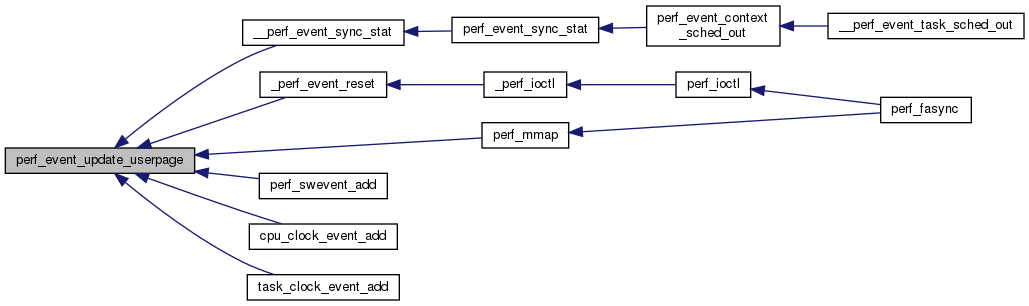 __perf_event_sync_stat
perf_event_sync_stat
perf_event_context
_sched_out
__perf_event_task_sched_out
_perf_event_reset
_perf_ioctl
perf_ioctl
perf_fasync
perf_mmap
perf_event_update_userpage
perf_swevent_add
cpu_clock_event_add
task_clock_event_add